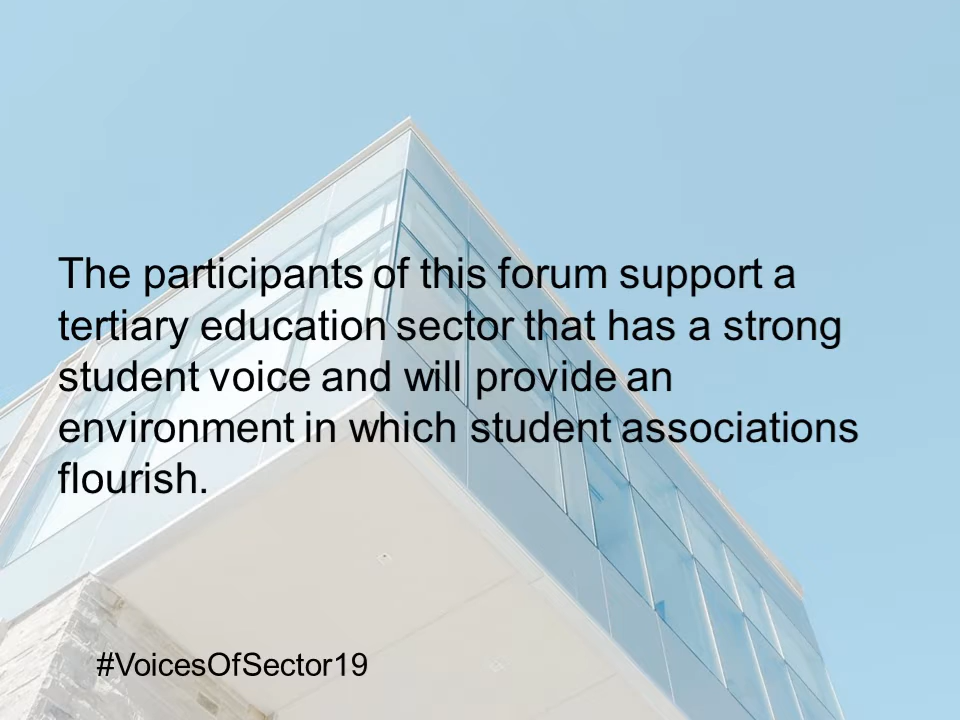 The participants of this forum support a
tertiary education sector that has a strong
student voice and will provide an
environment in which student associations
flourish.
#VoicesOfSector19